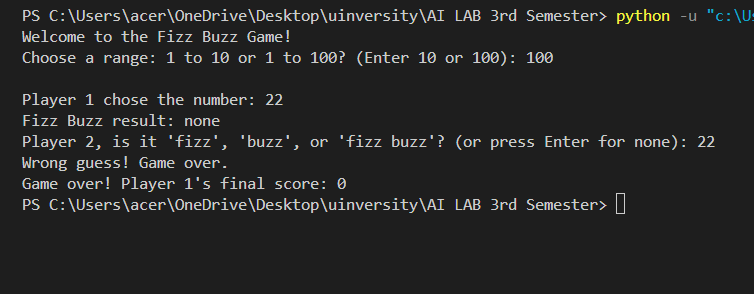 PS C:\Users\acer\OneDrive\Desktop\uinversity\AI LAB 3rd Semester> python -u "c:\Us
Welcome to the Fizz Buzz Game!
Choose a range: 1 to 10 or 1 to 100? (Enter 10 or 100): 100
Player 1 chose the number: 22
Fizz Buzz result: none
Player 2, is it 'fizz', 'buzz', or 'fizz buzz'? (or press Enter for none): 22
Wrong guess! Game over.
Game over! Player 1's final score: 0
PS C:\Users\acer\OneDrive\Desktop\uinversity\AI LAB 3rd Semester>